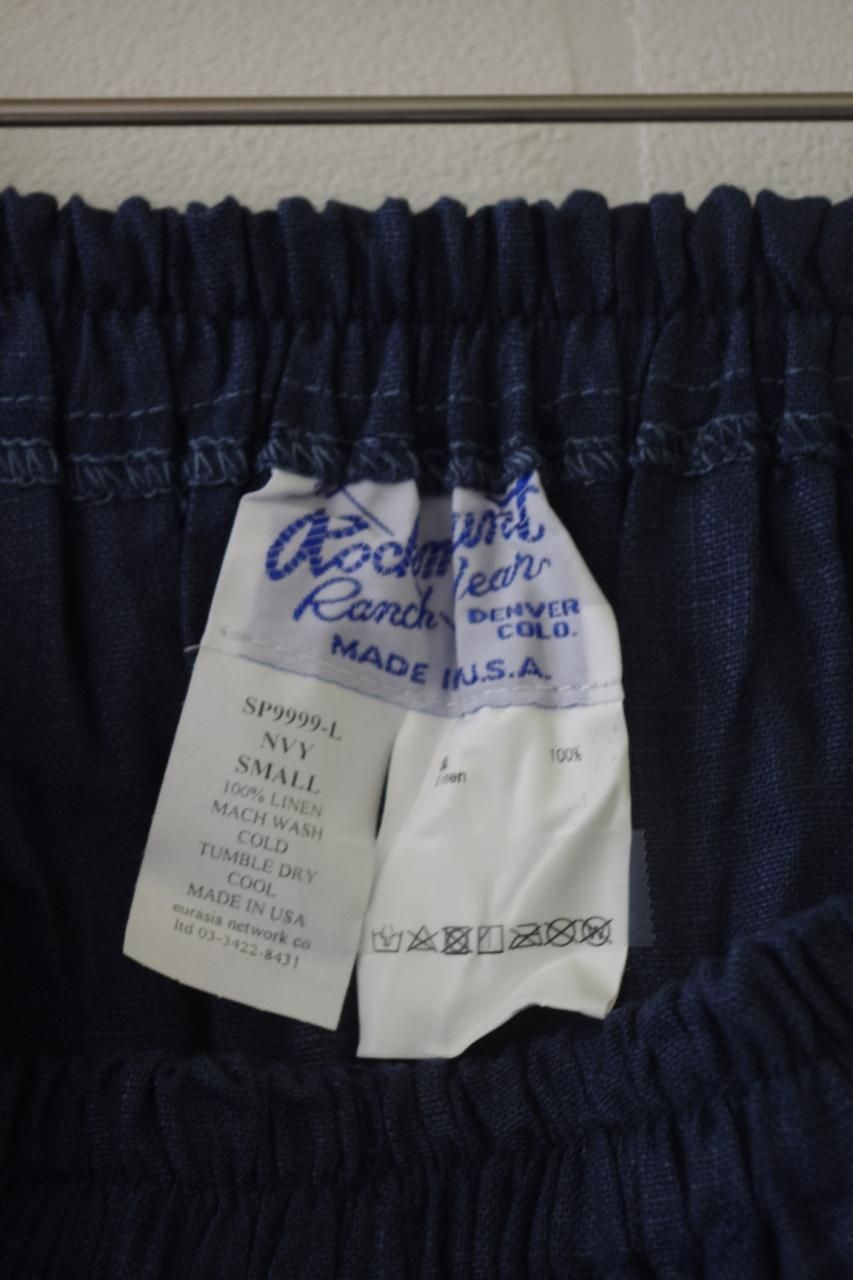 Rockmount
Ranch Wear
DENVER
COLO.
MADE IN U.S.A.
SP9999-L
NVY
SMALL
100% LINEN
MACH WASH
COLD
TUMBLE DRY
COOL
MADE IN USA
eurasia network co
ltd 03-3422-8431
100%